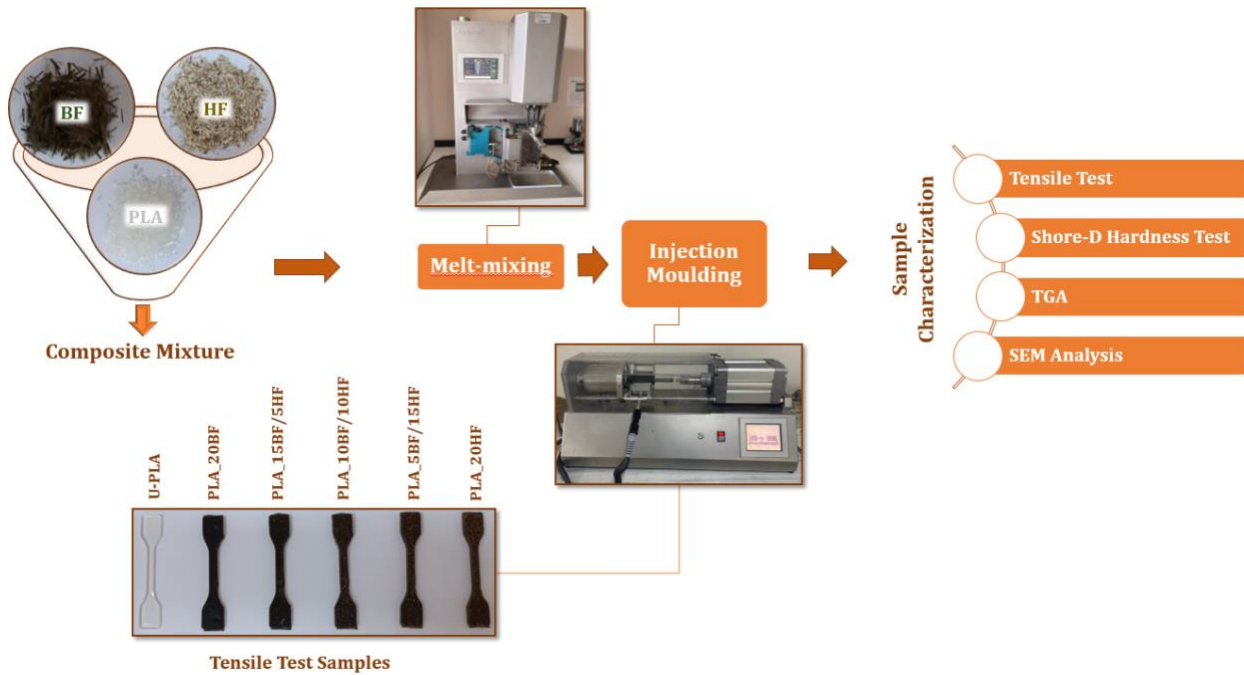 BF
HF
PLA
Composite Mixture
Melt-mixing
Injection
Moulding
Sample
Characterization
Tensile Test
Shore-D Hardness Test
TGA
SEM Analysis
U-PLA
PLA_20BF
PLA_15BF/5HF
PLA_10BF/10HF
PLA_5BF/15HF
PLA_20HF
Tensile Test Samples